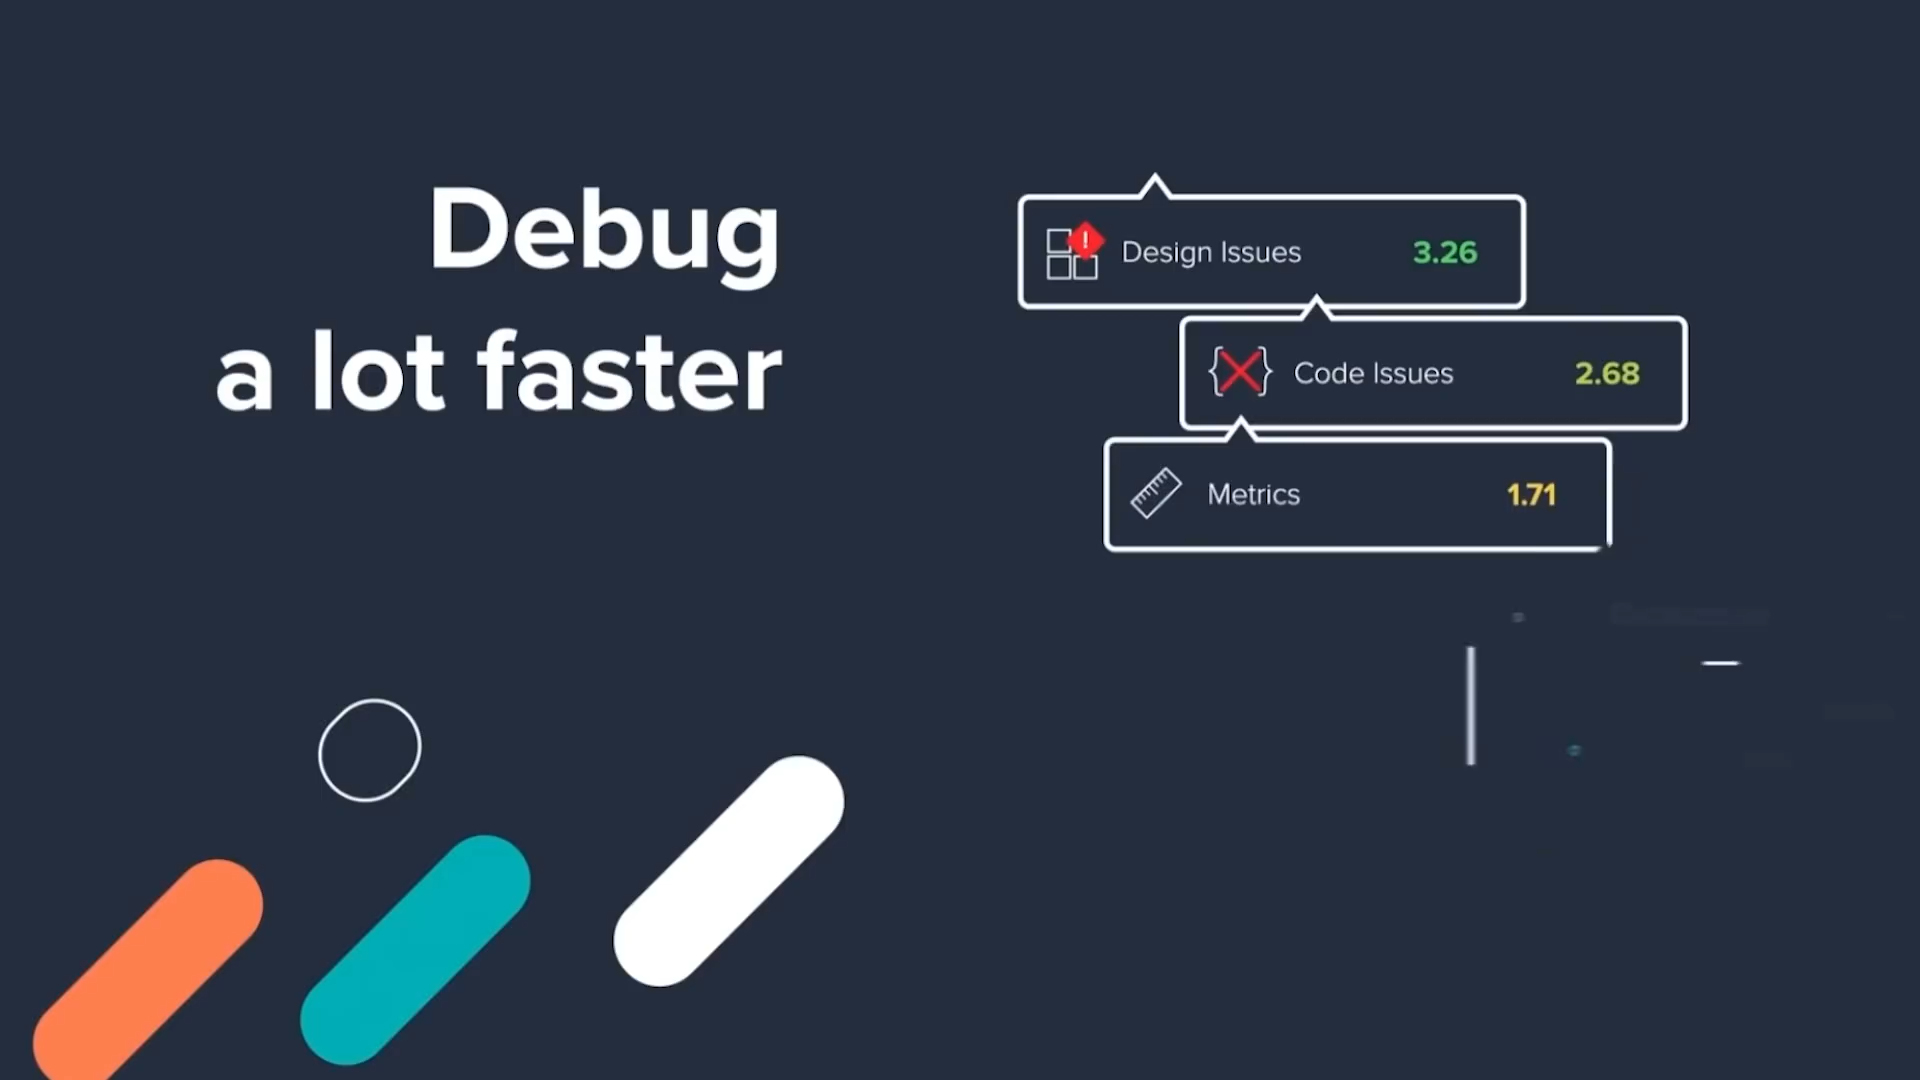 Debug
a lot faster
Design Issues 3.26
Code Issues 2.68
Metrics 1.71